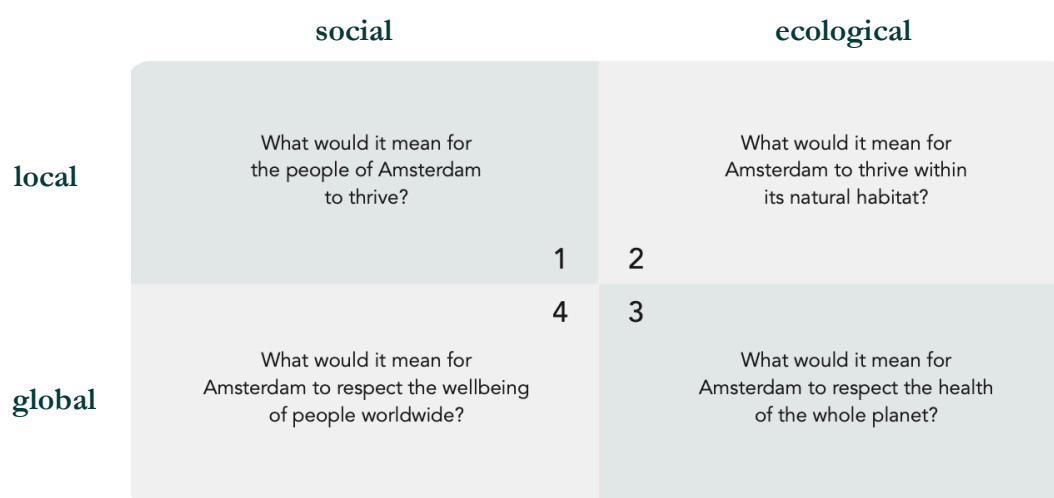 social
ecological
local
What would it mean for
the people of Amsterdam
to thrive?
1
What would it mean for
Amsterdam to thrive within
its natural habitat?
2
global
4
What would it mean for
Amsterdam to respect the wellbeing
of people worldwide?
3
What would it mean for
Amsterdam to respect the health
of the whole planet?